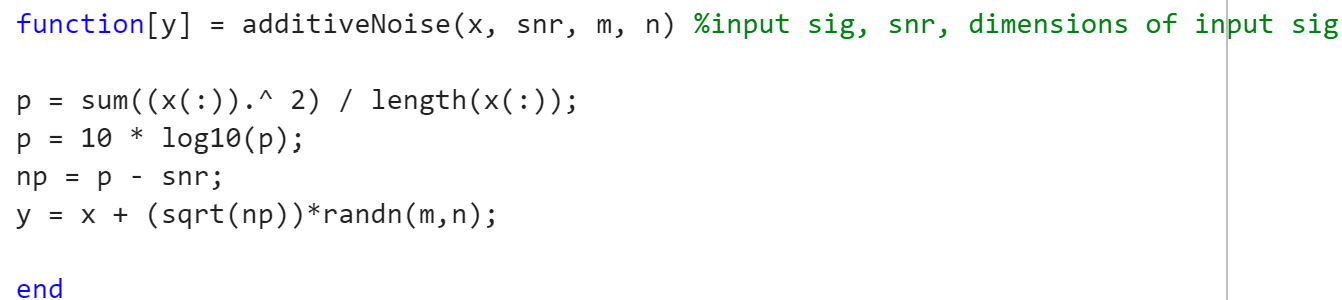 function[y] = additiveNoise(x, snr, m, n) %input sig, snr, dimensions of input sig
p = sum((x(:)).^ 2) / length(x(:));
p = 10 * log10(p);
np = p - snr;
y = x + (sqrt(np))*randn(m,n);
end